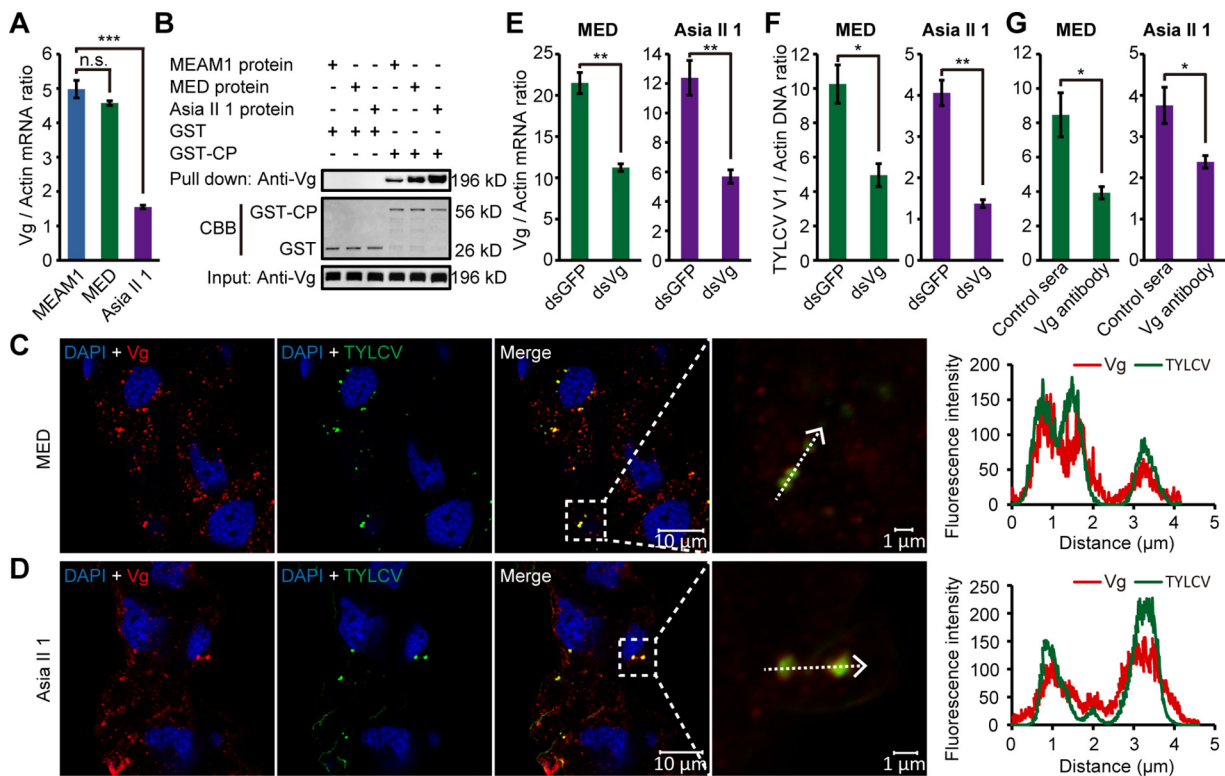 A
Vg / Actin mRNA ratio
6
5
4
3
2
1
0
***
n.s.
MEAM1
MED
Asia II 1
B
MEAM1 protein + - - + - -
MED protein - + - - + -
Asia II 1 protein - - + - - +
GST + + + - - -
GST-CP - - - + + +
Pull down: Anti-Vg 196 kD
CBB
GST-CP 56 kD
GST 26 kD
Input: Anti-Vg 196 kD
E
MED
Asia II 1
Vg / Actin mRNA ratio
25
20
15
10
5
0
**
dsGFP
dsVg
14
12
10
8
6
4
2
0
**
dsGFP
dsVg
F
MED
Asia II 1
TYLCV V1 / Actin DNA ratio
12
10
8
6
4
2
0
*
dsGFP
dsVg
5
4
3
2
1
0
**
dsGFP
dsVg
G
MED
Asia II 1
12
10
8
6
4
2
0
*
Control sera
Vg antibody
5
4
3
2
1
0
*
Control sera
Vg antibody
C
MED
DAPI + Vg
DAPI + TYLCV
Merge
10 µm
1 µm
Vg
TYLCV
Fluorescence intensity
200
150
100
50
0
0 1 2 3 4 5
Distance (µm)
D
Asia II 1
DAPI + Vg
DAPI + TYLCV
Merge
10 µm
1 µm
Vg
TYLCV
Fluorescence intensity
250
200
150
100
50
0
0 1 2 3 4 5
Distance (µm)